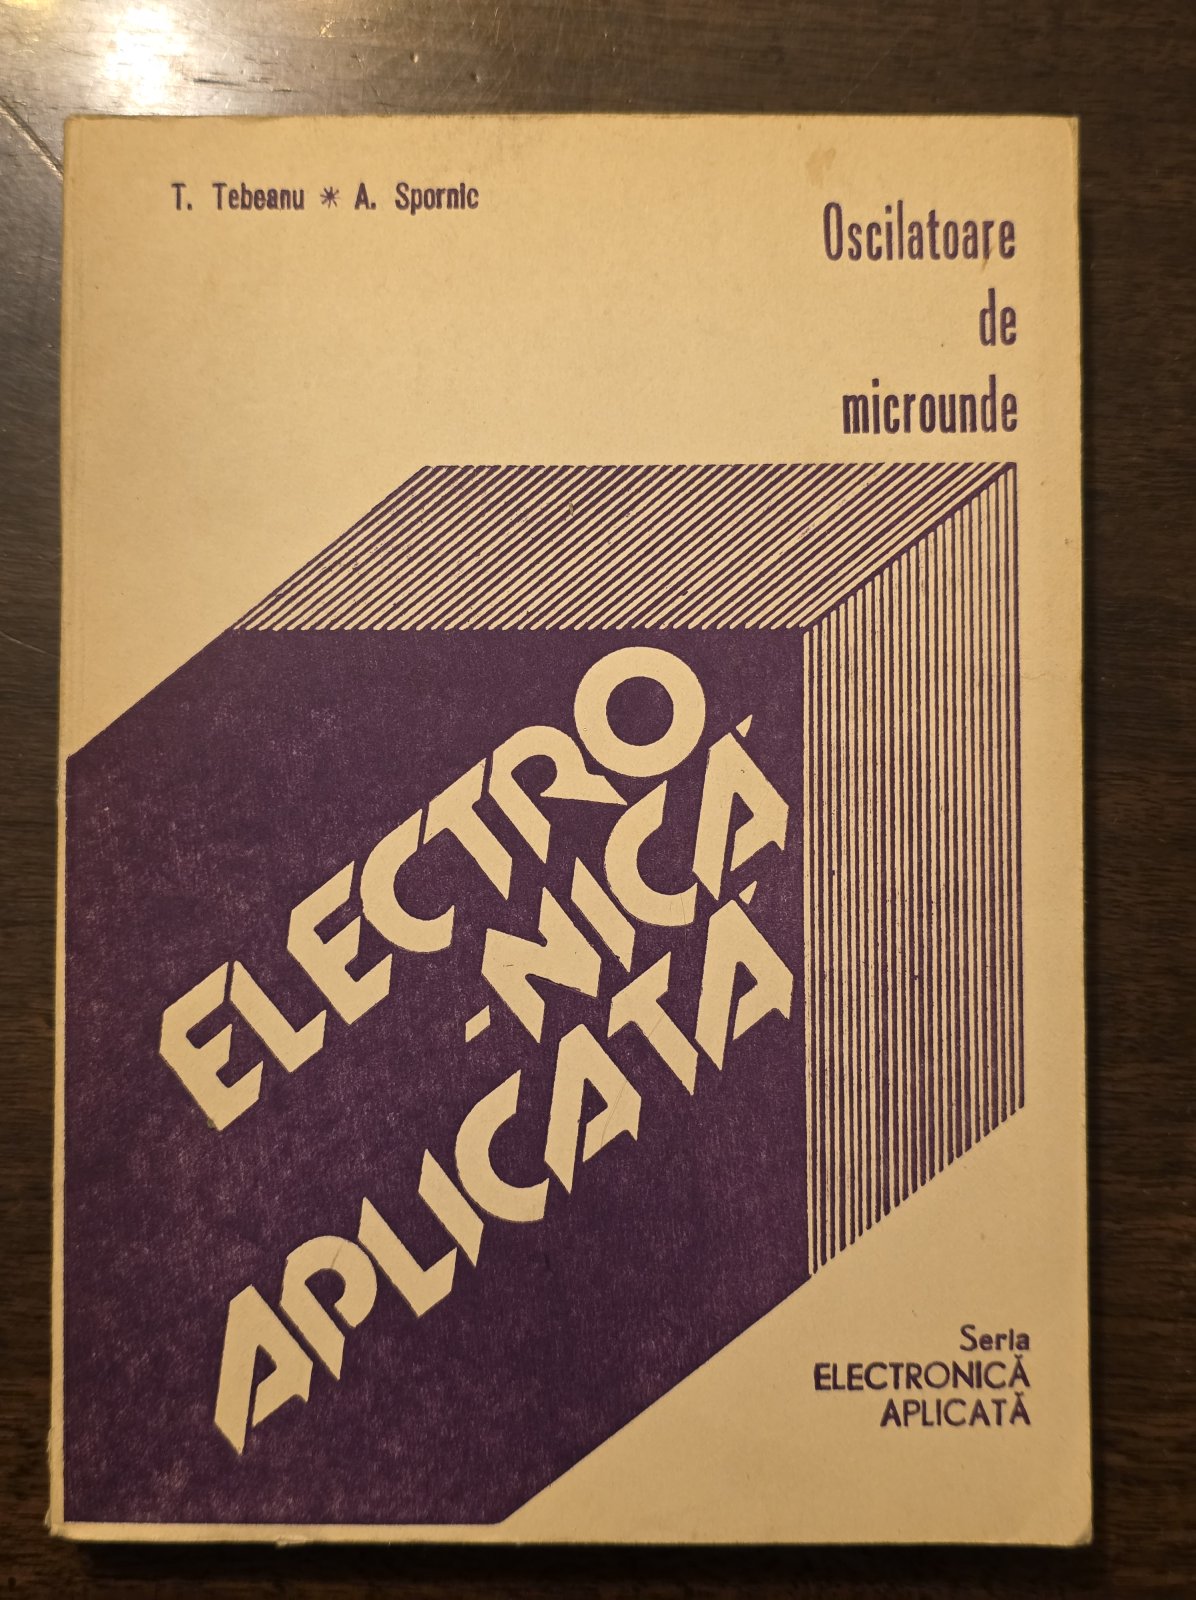 T. Tebeanu * A. Spornic
Oscilatoare
de
microunde
ELECTRO
-NICĂ
APLICATĂ
Seria
ELECTRONICĂ
APLICATĂ